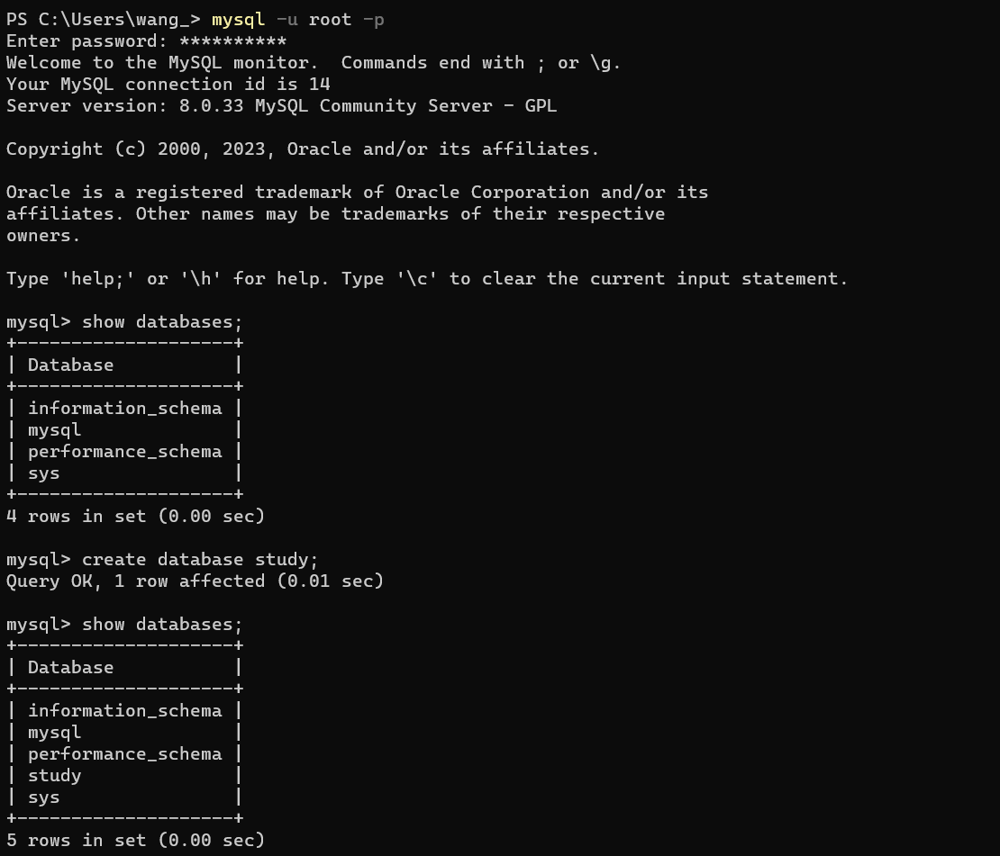 PS C:\Users\wang_> mysql -u root -p
Enter password: **********
Welcome to the MySQL monitor.  Commands end with ; or \g.
Your MySQL connection id is 14
Server version: 8.0.33 MySQL Community Server - GPL

Copyright (c) 2000, 2023, Oracle and/or its affiliates.

Oracle is a registered trademark of Oracle Corporation and/or its
affiliates. Other names may be trademarks of their respective
owners.

Type 'help;' or '\h' for help. Type '\c' to clear the current input statement.

mysql> show databases;
+--------------------+
| Database           |
+--------------------+
| information_schema |
| mysql              |
| performance_schema |
| sys                |
+--------------------+
4 rows in set (0.00 sec)

mysql> create database study;
Query OK, 1 row affected (0.01 sec)

mysql> show databases;
+--------------------+
| Database           |
+--------------------+
| information_schema |
| mysql              |
| performance_schema |
| study              |
| sys                |
+--------------------+
5 rows in set (0.00 sec)